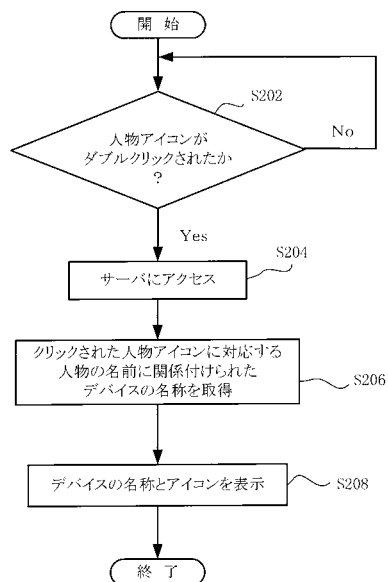 開 始
S202
人物アイコンが
ダブルクリックされたか
?
No
Yes
S204
サーバにアクセス
クリックされた人物アイコンに対応する
人物の名前に関係付けられた
デバイスの名称を取得
S206
デバイスの名称とアイコンを表示
S208
終 了